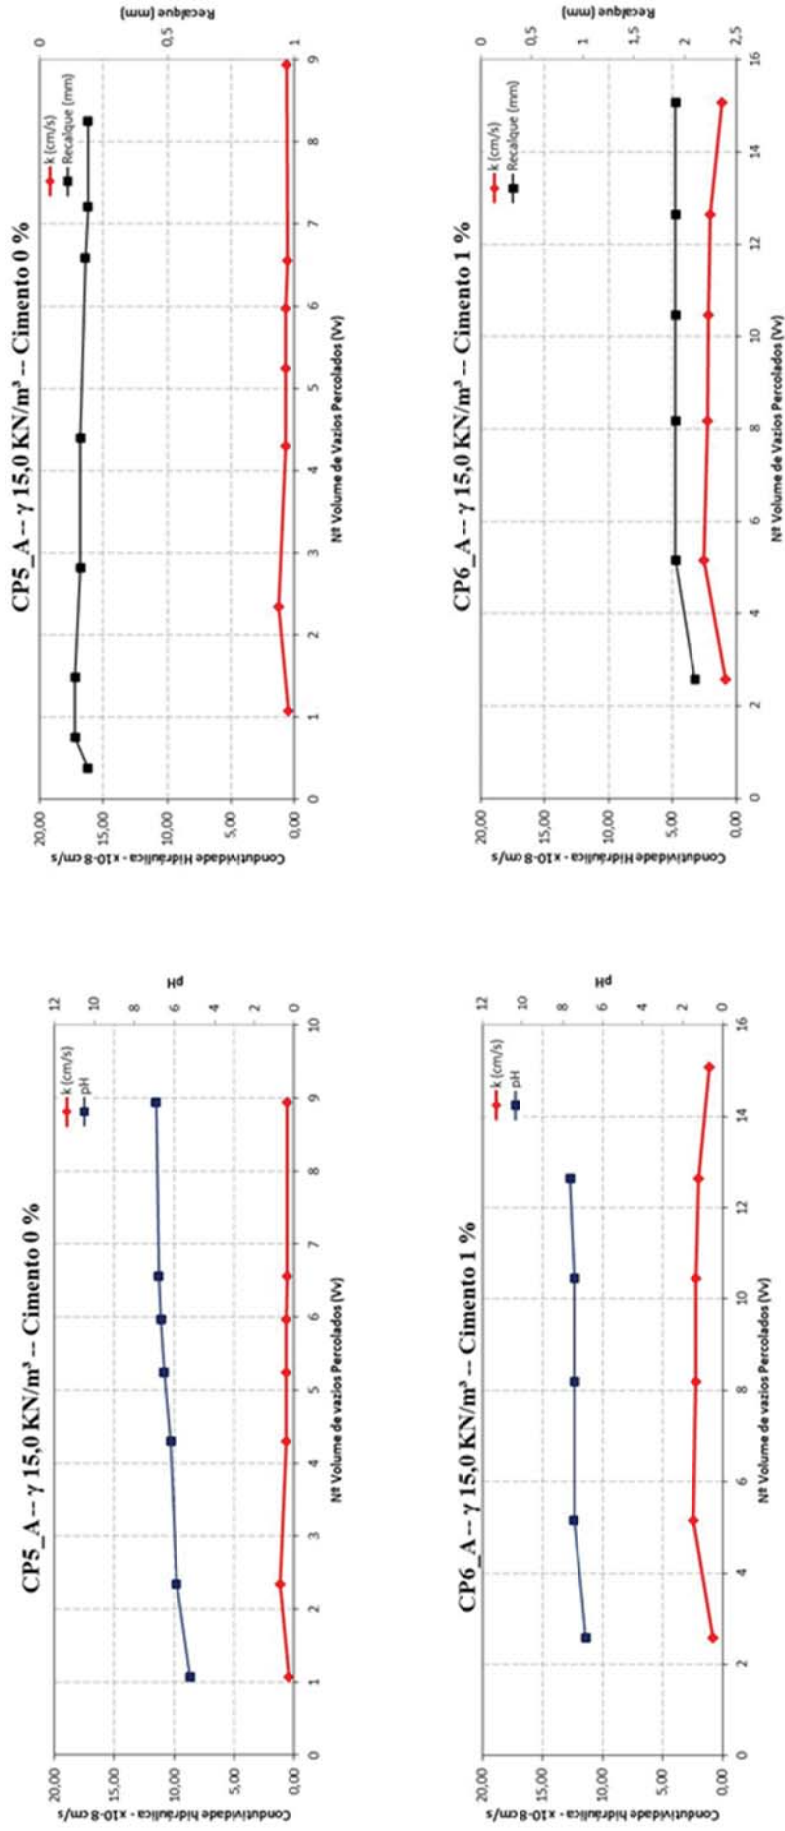 CP5_A -- γ 15,0 KN/m³ -- Cimento 0 %
k (cm/s)
pH
Condutividade hidráulica - x10-8 cm/s
20,00
15,00
10,00
5,00
0,00
pH
12
10
8
6
4
2
0
0 1 2 3 4 5 6 7 8 9 10
Nº Volume de vazios Percolados (Vv)
CP5_A -- γ 15,0 KN/m³ -- Cimento 0 %
k (cm/s)
Recalque (mm)
Condutividade Hidráulica - x10-8 cm/s
20,00
15,00
10,00
5,00
0,00
Recalque (mm)
0
0,5
1
0 1 2 3 4 5 6 7 8 9
Nº Volume de Vazios Percolados (Vv)
CP6_A -- γ 15,0 KN/m³ -- Cimento 1 %
k (cm/s)
pH
Condutividade hidráulica - x10-8 cm/s
20,00
15,00
10,00
5,00
0,00
pH
12
10
8
6
4
2
0
0 2 4 6 8 10 12 14 16
Nº Volume de vazios Percolados (Vv)
CP6_A -- γ 15,0 KN/m³ -- Cimento 1 %
k (cm/s)
Recalque (mm)
Condutividade Hidráulica - x10-8 cm/s
20,00
15,00
10,00
5,00
0,00
Recalque (mm)
0
0,5
1
1,5
2
2,5
0 2 4 6 8 10 12 14 16
Nº Volume de Vazios Percolados (Vv)